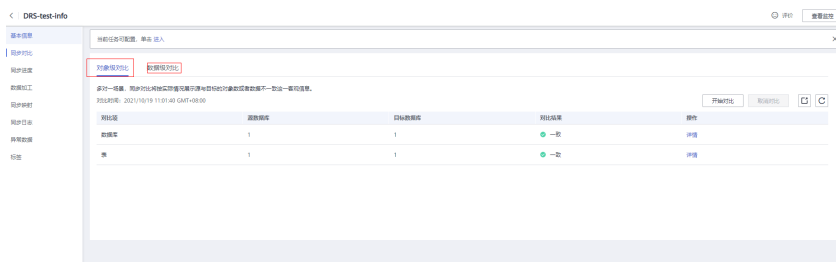 DRS-test-info
评价
查看监控
基本信息
同步对比
同步进度
数据加工
同步映射
同步日志
异常数据
标签
当前任务可配置，单击 进入
对象级对比
数据级对比
多对一场景，同步对比将按实际情况展示源与目标的对象数或者数据不一致这一客观信息。
对比时间：2021/10/19 11:01:40 GMT+08:00
开始对比
取消对比
对比项 源数据库 目标数据库 对比结果 操作
数据库 1 1 一致 详情
表 1 1 一致 详情